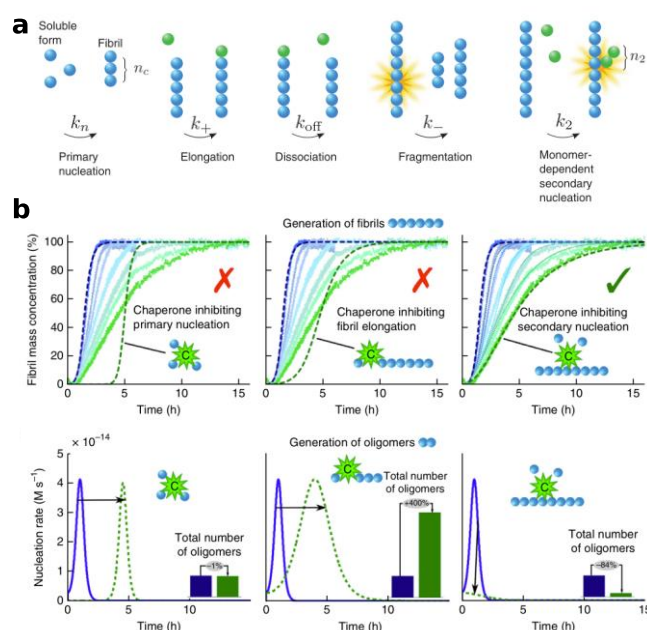 a
Soluble
form
Fibril
n_c
n_2
k_n
k_+
k_off
k_−
k_2
Primary
nucleation
Elongation
Dissociation
Fragmentation
Monomer-
dependent
secondary
nucleation
b
Generation of fibrils
Fibril mass concentration (%)
100
80
60
40
20
0
Chaperone inhibiting
primary nucleation
C
✗
0 5 10 15
Time (h)
Chaperone inhibiting
fibril elongation
C
✗
0 5 10 15
Time (h)
Chaperone inhibiting
secondary nucleation
C
✓
0 5 10 15
Time (h)
× 10⁻¹⁴
Generation of oligomers
Nucleation rate (M s⁻¹)
5
4
3
2
1
0
C
Total number
of oligomers
−1%
0 5 10 15
Time (h)
C
Total number
of oligomers
+400%
0 5 10 15
Time (h)
C
Total number
of oligomers
−84%
0 5 10 15
Time (h)